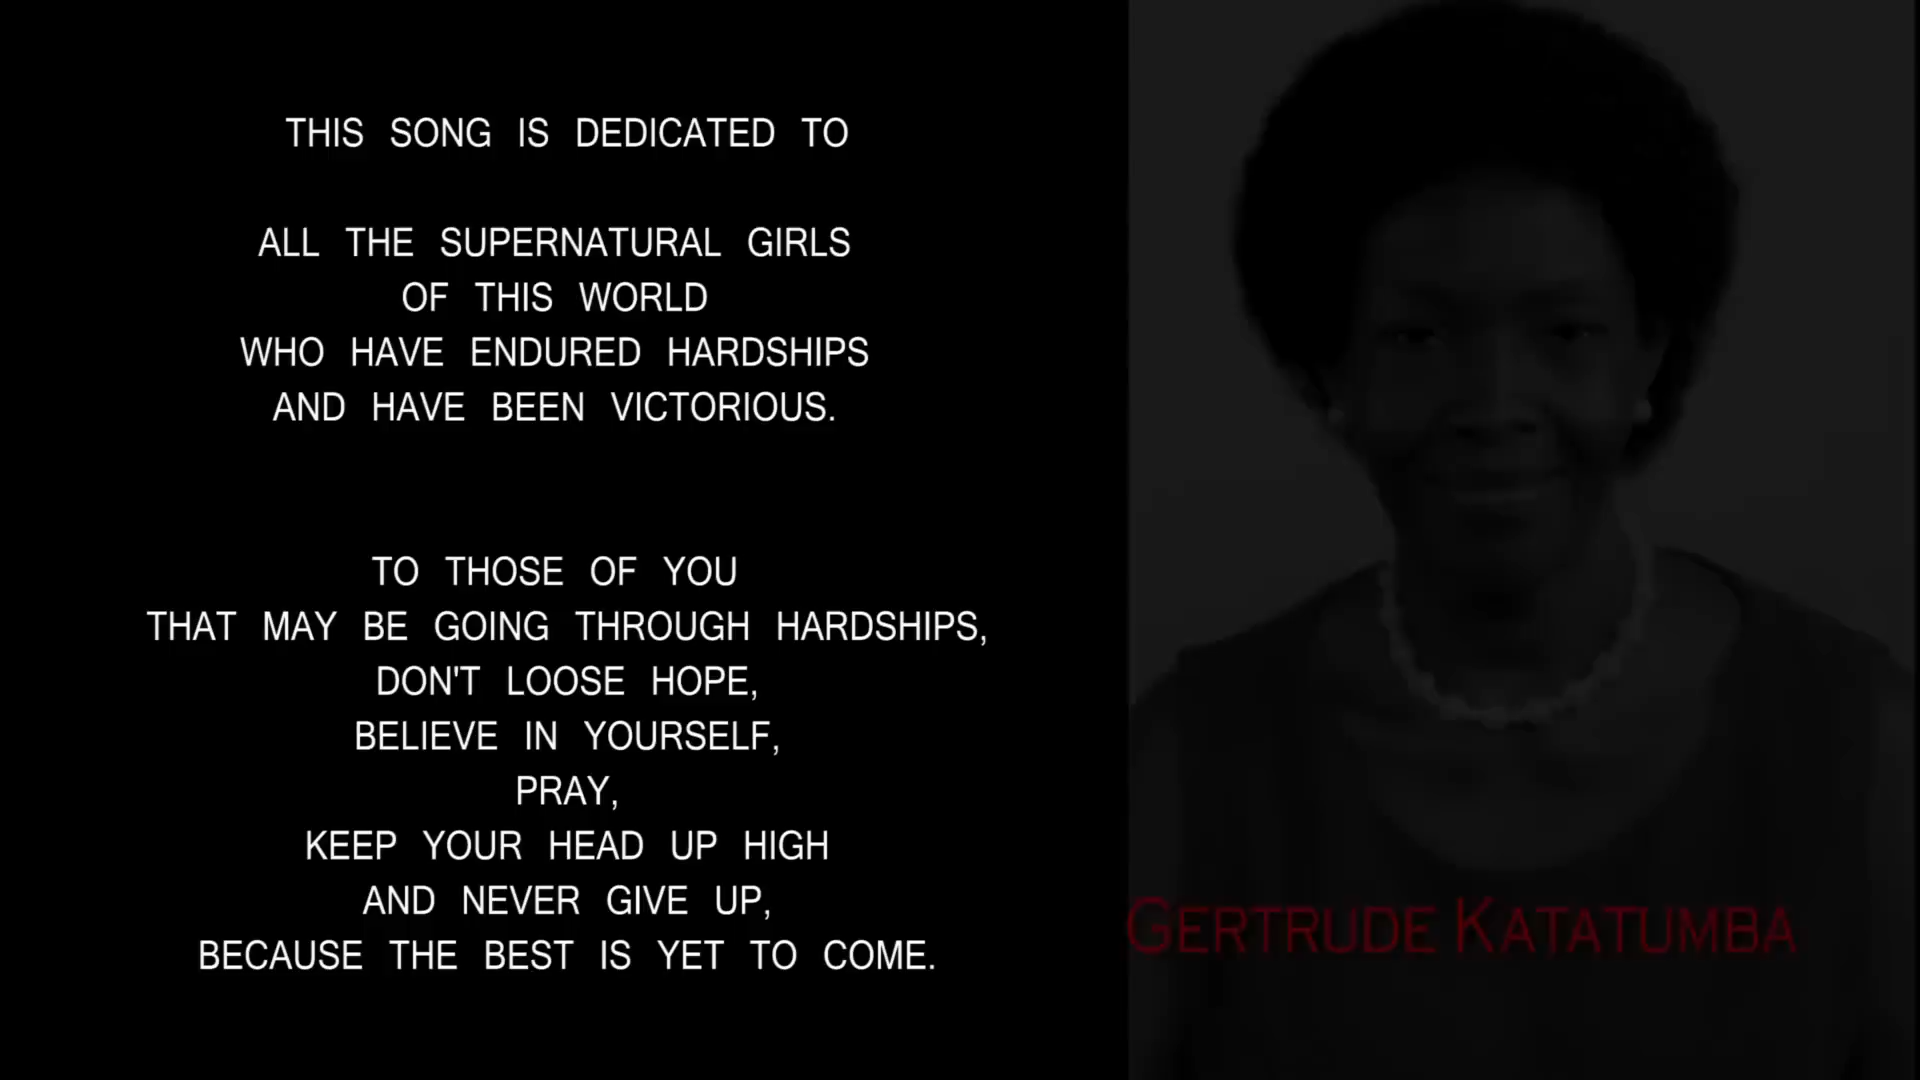 THIS SONG IS DEDICATED TO
ALL THE SUPERNATURAL GIRLS
OF THIS WORLD
WHO HAVE ENDURED HARDSHIPS
AND HAVE BEEN VICTORIOUS.
TO THOSE OF YOU
THAT MAY BE GOING THROUGH HARDSHIPS,
DON'T LOOSE HOPE,
BELIEVE IN YOURSELF,
PRAY,
KEEP YOUR HEAD UP HIGH
AND NEVER GIVE UP,
BECAUSE THE BEST IS YET TO COME.
GERTRUDE KATATUMBA